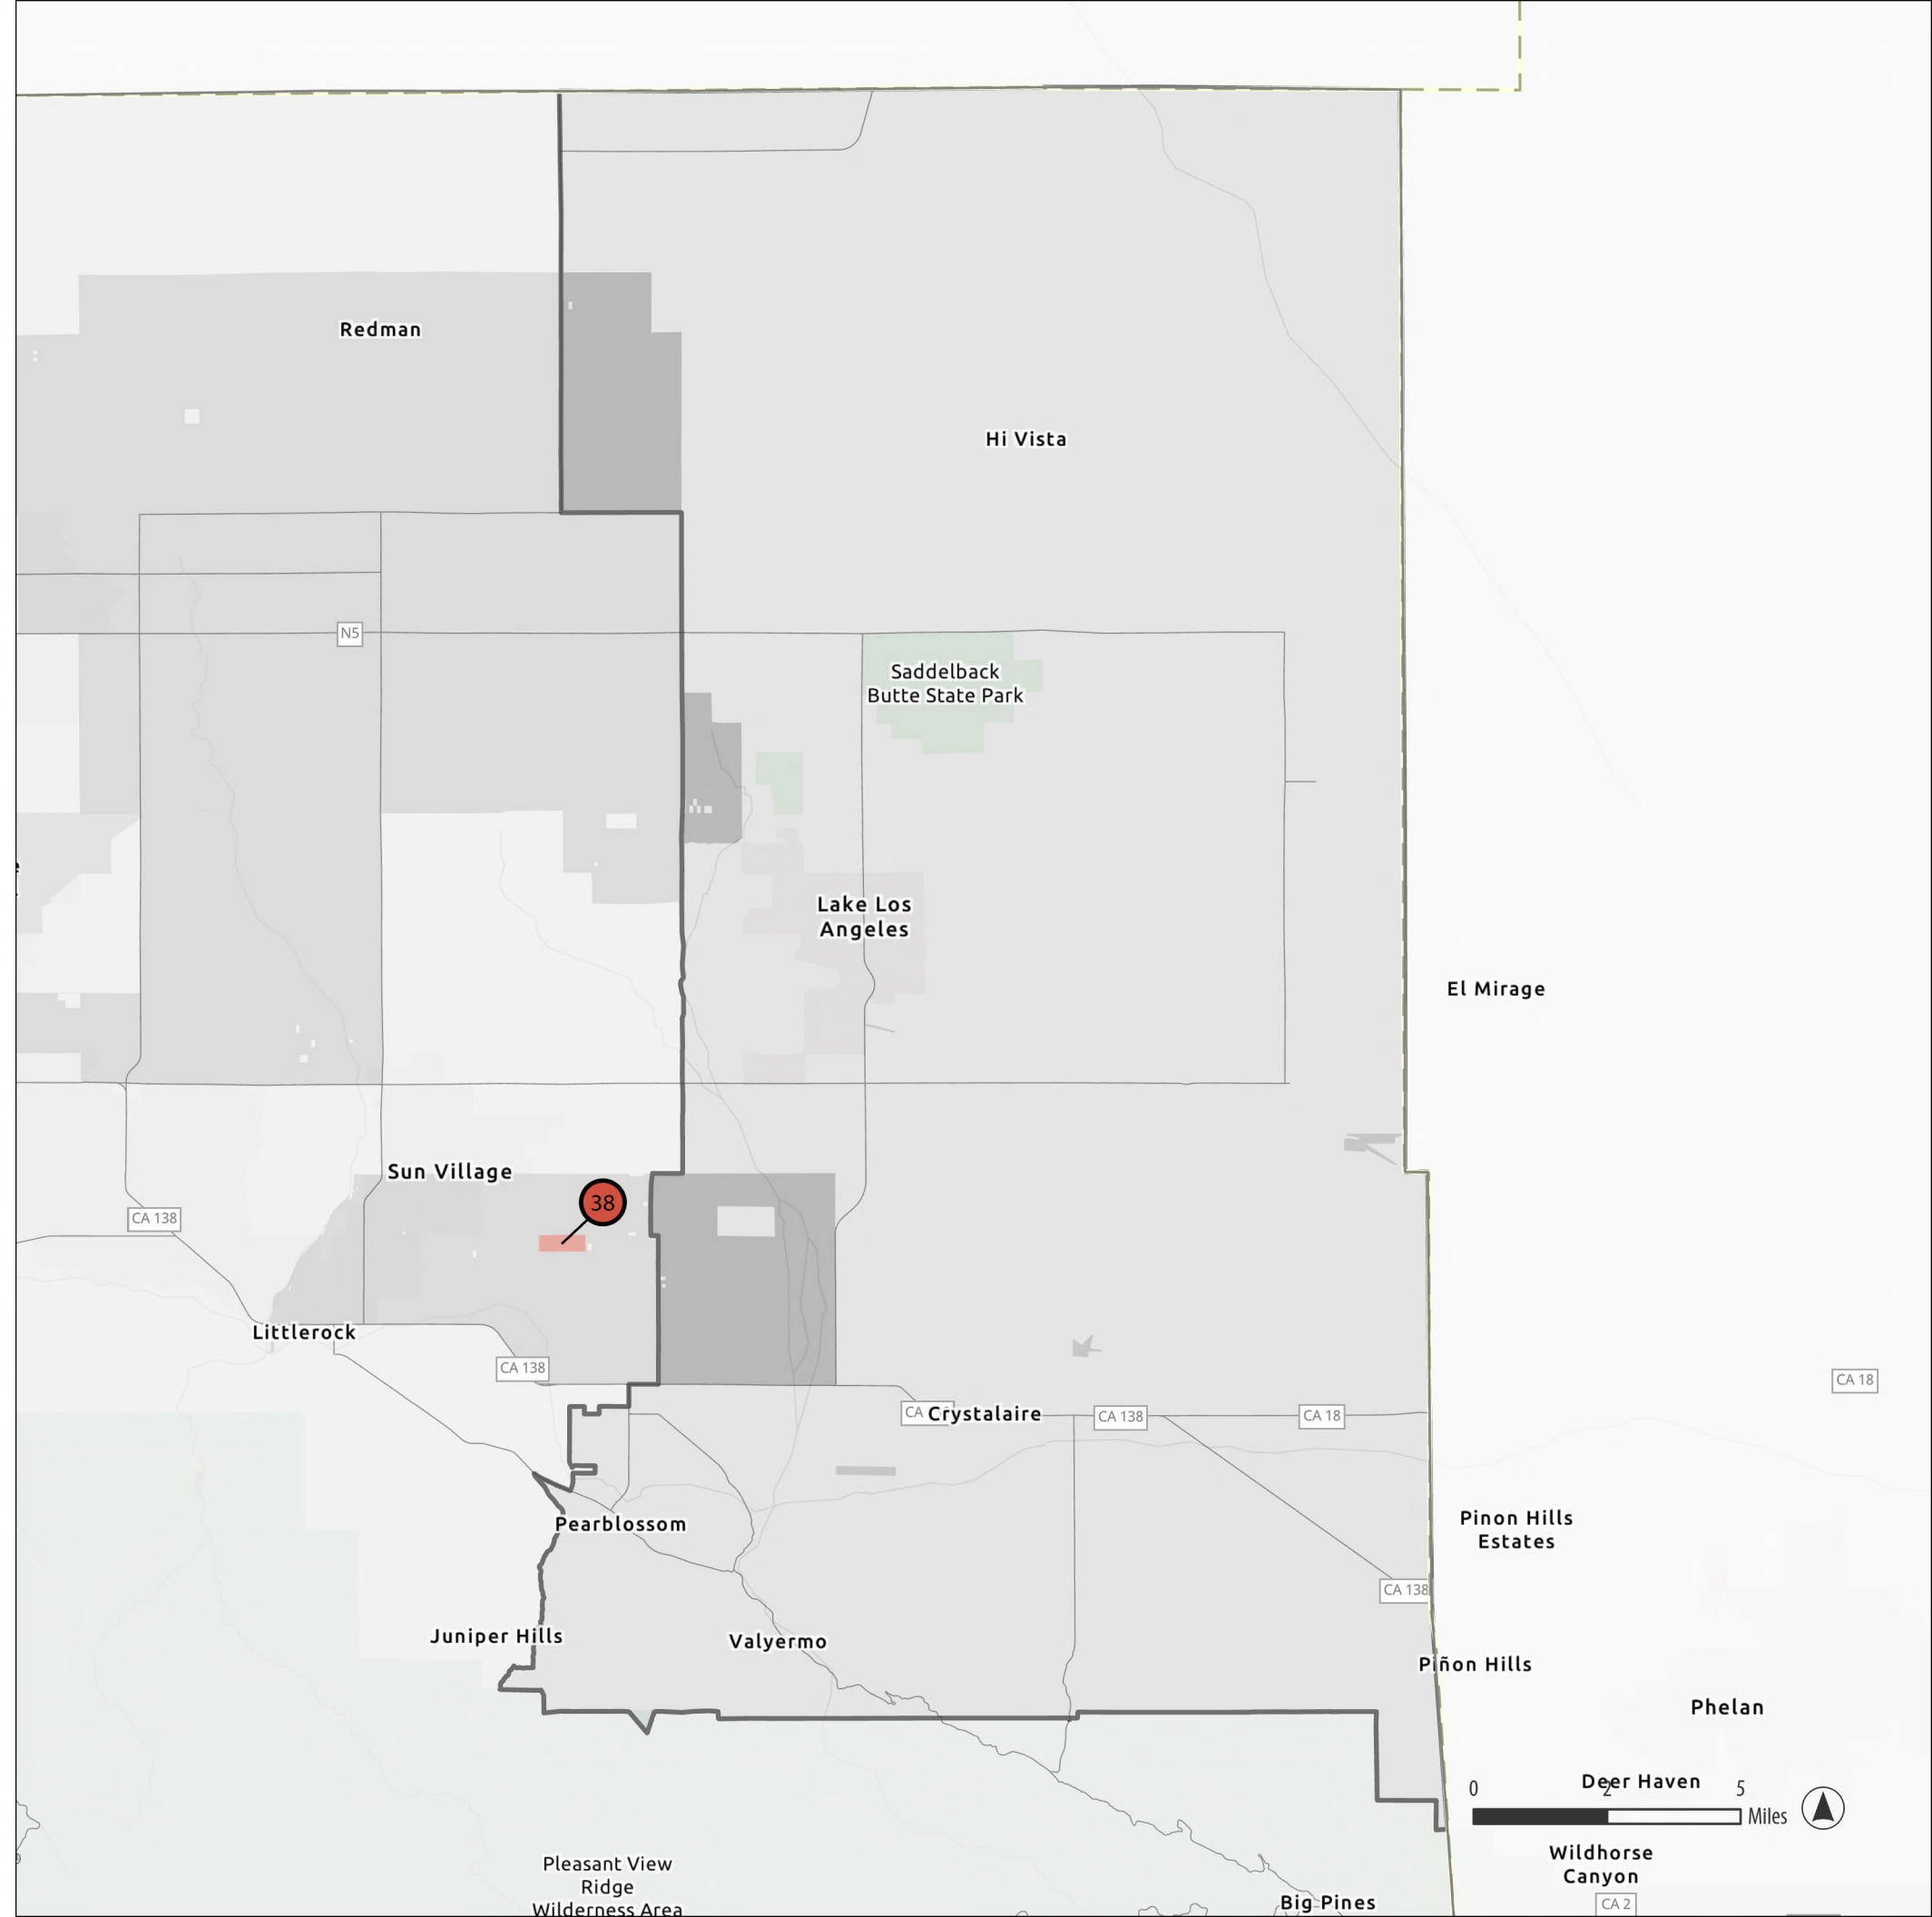 Redman
Hi Vista
N5
Saddelback
Butte State Park
Lake Los
Angeles
El Mirage
Sun Village
38
CA 138
Littlerock
CA 138
CA 18
CA
Crystalaire
CA 138
CA 18
Pearblossom
Pinon Hills
Estates
CA 138
Juniper Hills
Valyermo
Piñon Hills
Phelan
Deer Haven
0 2 5
Miles
Wildhorse
Canyon
Pleasant View
Ridge
Wilderness Area
Big Pines
CA 2